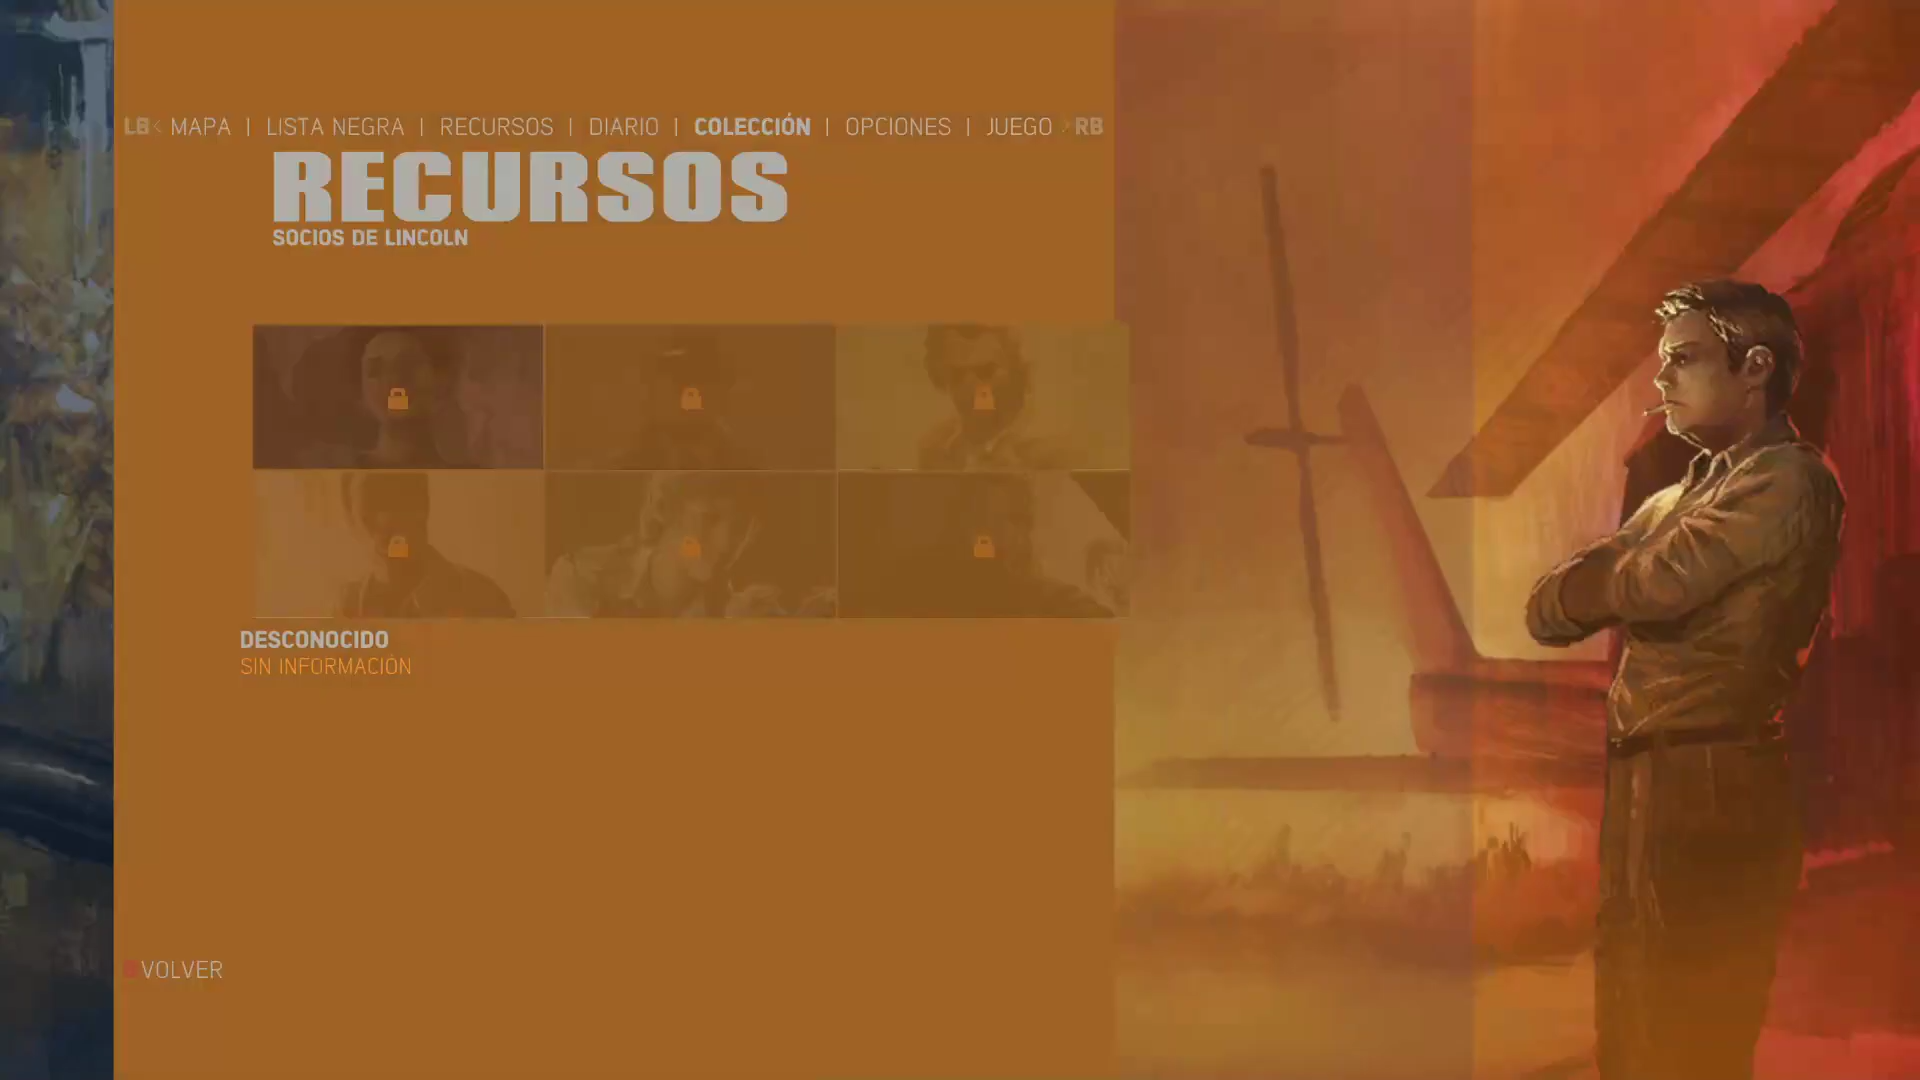 LB< MAPA | LISTA NEGRA | RECURSOS | DIARIO | COLECCIÓN | OPCIONES | JUEGO > RB
RECURSOS
SOCIOS DE LINCOLN
DESCONOCIDO
SIN INFORMACIÓN
VOLVER